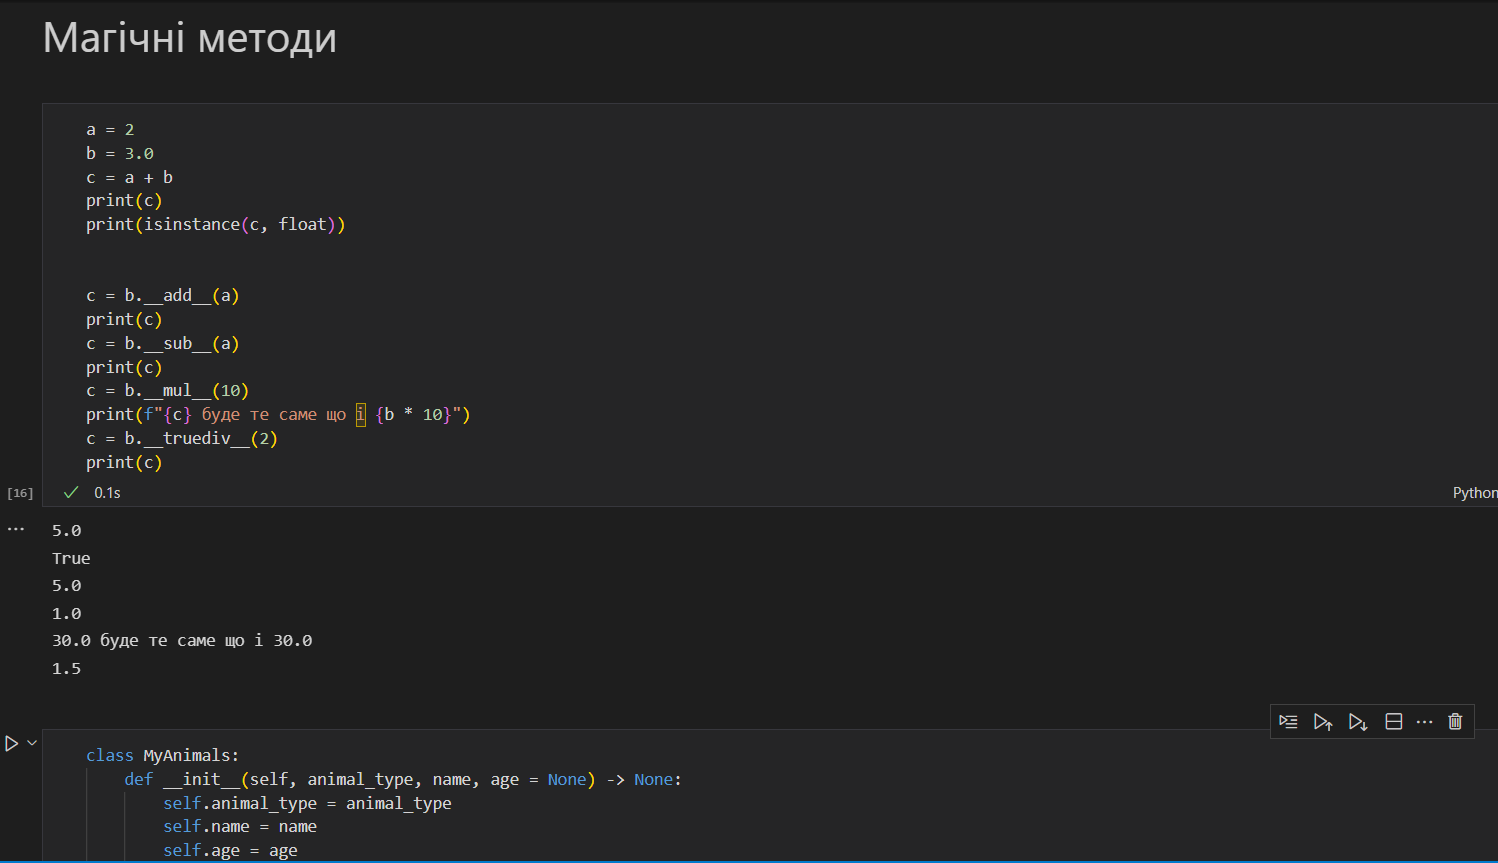 Магічні методи
a = 2
b = 3.0
c = a + b
print(c)
print(isinstance(c, float))
c = b.__add__(a)
print(c)
c = b.__sub__(a)
print(c)
c = b.__mul__(10)
print(f"{c} буде те саме що і {b * 10}")
c = b.__truediv__(2)
print(c)
[16] 0.1s Python
5.0
True
5.0
1.0
30.0 буде те саме що і 30.0
1.5
class MyAnimals:
    def __init__(self, animal_type, name, age = None) -> None:
        self.animal_type = animal_type
        self.name = name
        self.age = age